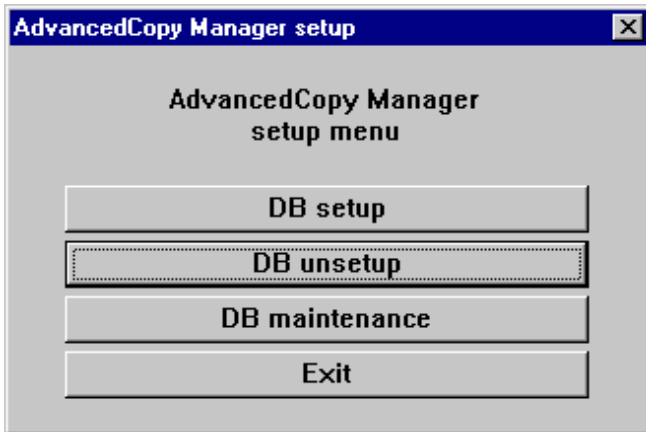 AdvancedCopy Manager setup
AdvancedCopy Manager
setup menu
DB setup
DB unsetup
DB maintenance
Exit